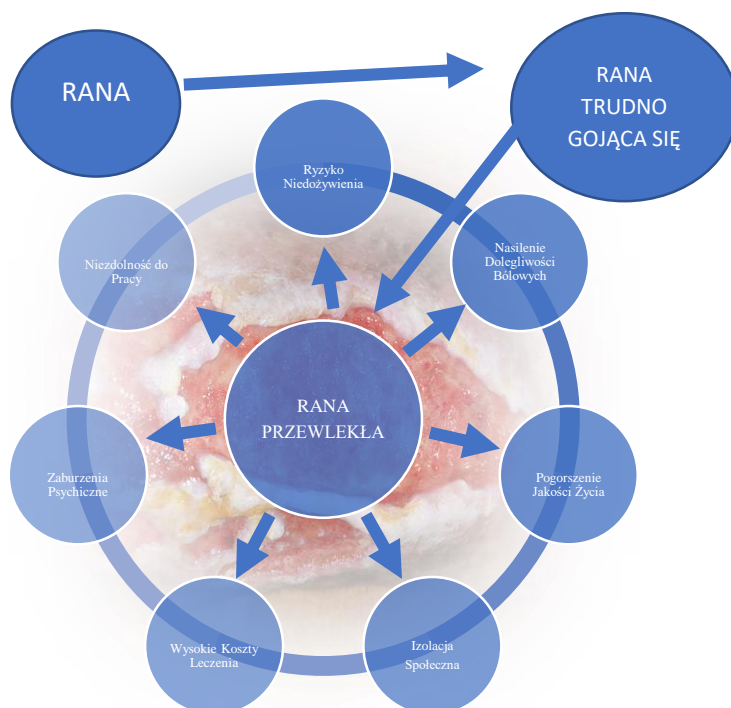 RANA
RANA
TRUDNO
GOJĄCA SIĘ
Ryzyko
Niedożywienia
Nasilenie
Dolegliwości
Bólowych
Pogorszenie
Jakości Życia
Izolacja
Społeczna
Wysokie Koszty
Leczenia
Zaburzenia
Psychiczne
Niezdolność do
Pracy
RANA
PRZEWLEKŁA